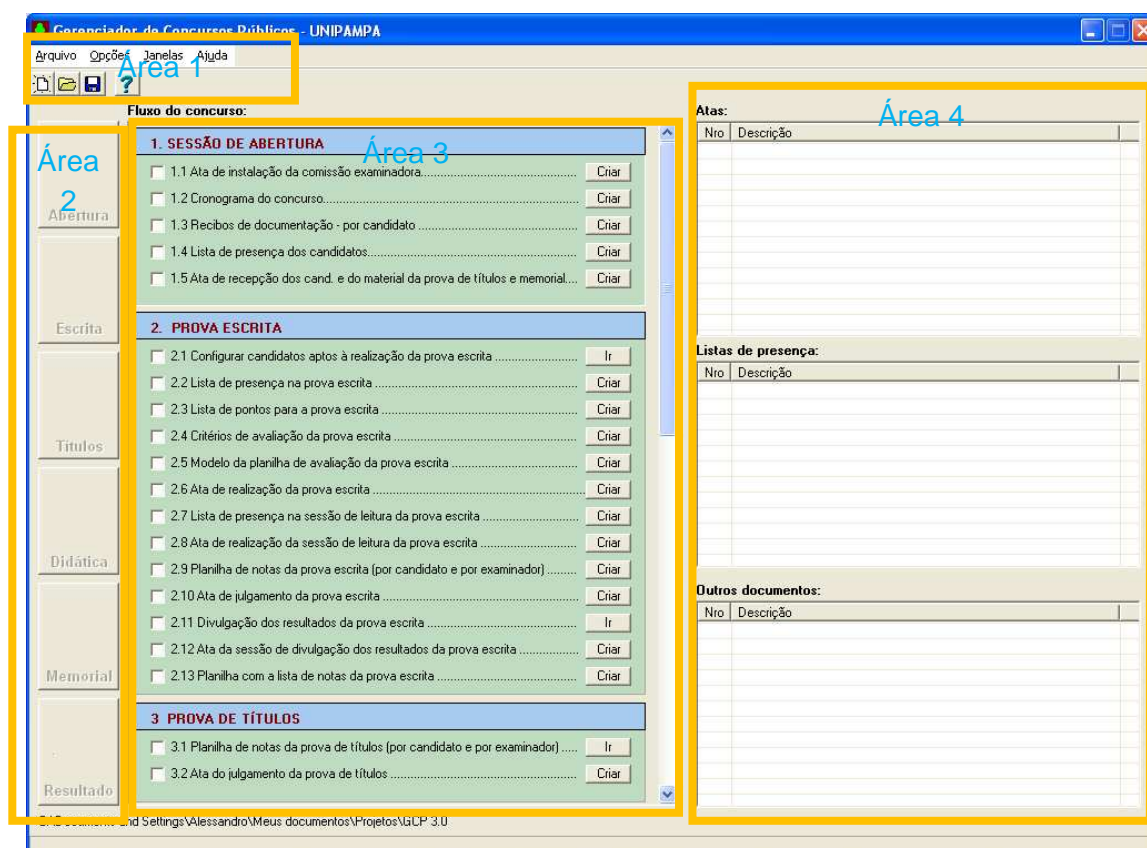 Gerenciador de Concursos Públicos - UNIPAMPA
Arquivo Opções Janelas Ajuda
Área 1
Fluxo do concurso:
Área 2
Abertura
Escrita
Títulos
Didática
Memorial
Resultado
Área 3
1. SESSÃO DE ABERTURA
1.1 Ata de instalação da comissão examinadora Criar
1.2 Cronograma do concurso Criar
1.3 Recibos de documentação - por candidato Criar
1.4 Lista de presença dos candidatos Criar
1.5 Ata de recepção dos cand. e do material da prova de títulos e memorial Criar
2. PROVA ESCRITA
2.1 Configurar candidatos aptos à realização da prova escrita Ir
2.2 Lista de presença na prova escrita Criar
2.3 Lista de pontos para a prova escrita Criar
2.4 Critérios de avaliação da prova escrita Criar
2.5 Modelo da planilha de avaliação da prova escrita Criar
2.6 Ata de realização da prova escrita Criar
2.7 Lista de presença na sessão de leitura da prova escrita Criar
2.8 Ata de realização da sessão de leitura da prova escrita Criar
2.9 Planilha de notas da prova escrita (por candidato e por examinador) Criar
2.10 Ata de julgamento da prova escrita Criar
2.11 Divulgação dos resultados da prova escrita Ir
2.12 Ata da sessão de divulgação dos resultados da prova escrita Criar
2.13 Planilha com a lista de notas da prova escrita Criar
3 PROVA DE TÍTULOS
3.1 Planilha de notas da prova de títulos (por candidato e por examinador) Ir
3.2 Ata do julgamento da prova de títulos Criar
Atas:
Área 4
Nro Descrição
Listas de presença:
Nro Descrição
Outros documentos:
Nro Descrição
and Settings\Alessandro\Meus documentos\Projetos\GCP 3.0